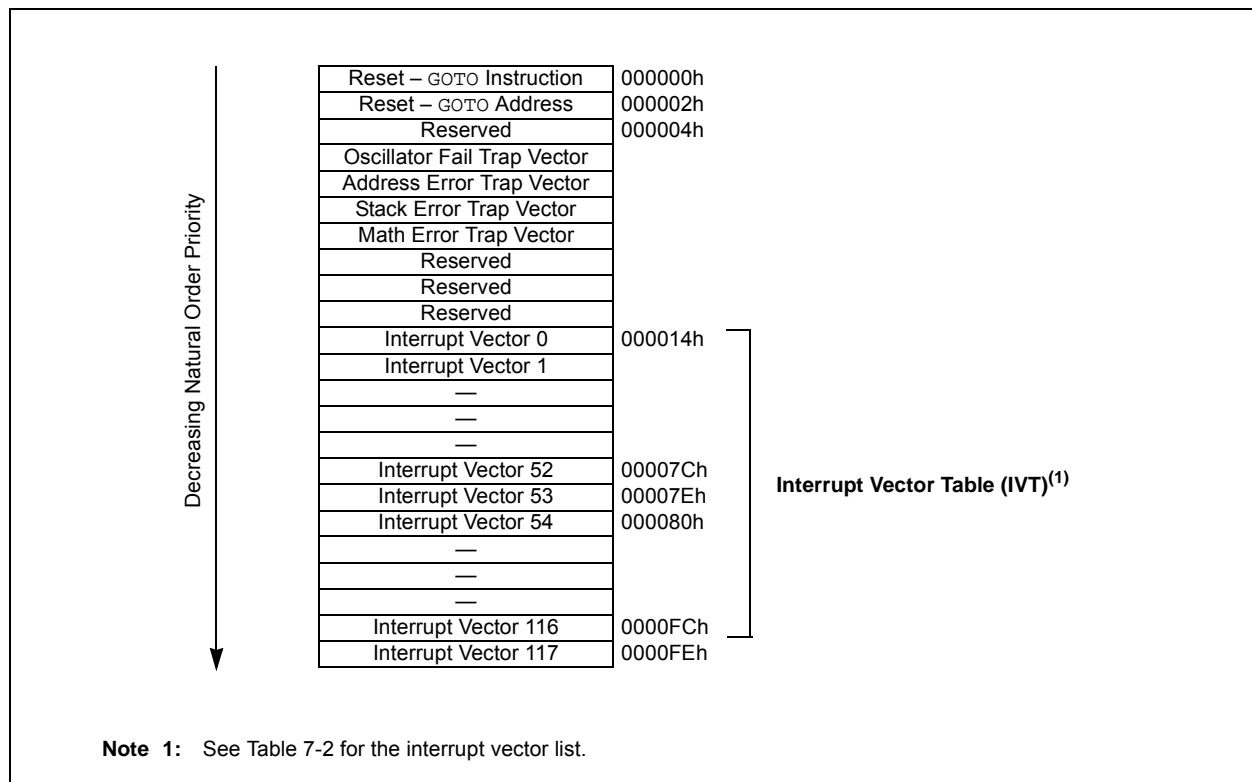 Decreasing Natural Order Priority
Reset – GOTO Instruction 000000h
Reset – GOTO Address 000002h
Reserved 000004h
Oscillator Fail Trap Vector
Address Error Trap Vector
Stack Error Trap Vector
Math Error Trap Vector
Reserved
Reserved
Reserved
Interrupt Vector 0 000014h
Interrupt Vector 1
—
—
—
Interrupt Vector 52 00007Ch
Interrupt Vector 53 00007Eh
Interrupt Vector 54 000080h
—
—
—
Interrupt Vector 116 0000FCh
Interrupt Vector 117 0000FEh
Interrupt Vector Table (IVT)(1)
Note 1: See Table 7-2 for the interrupt vector list.